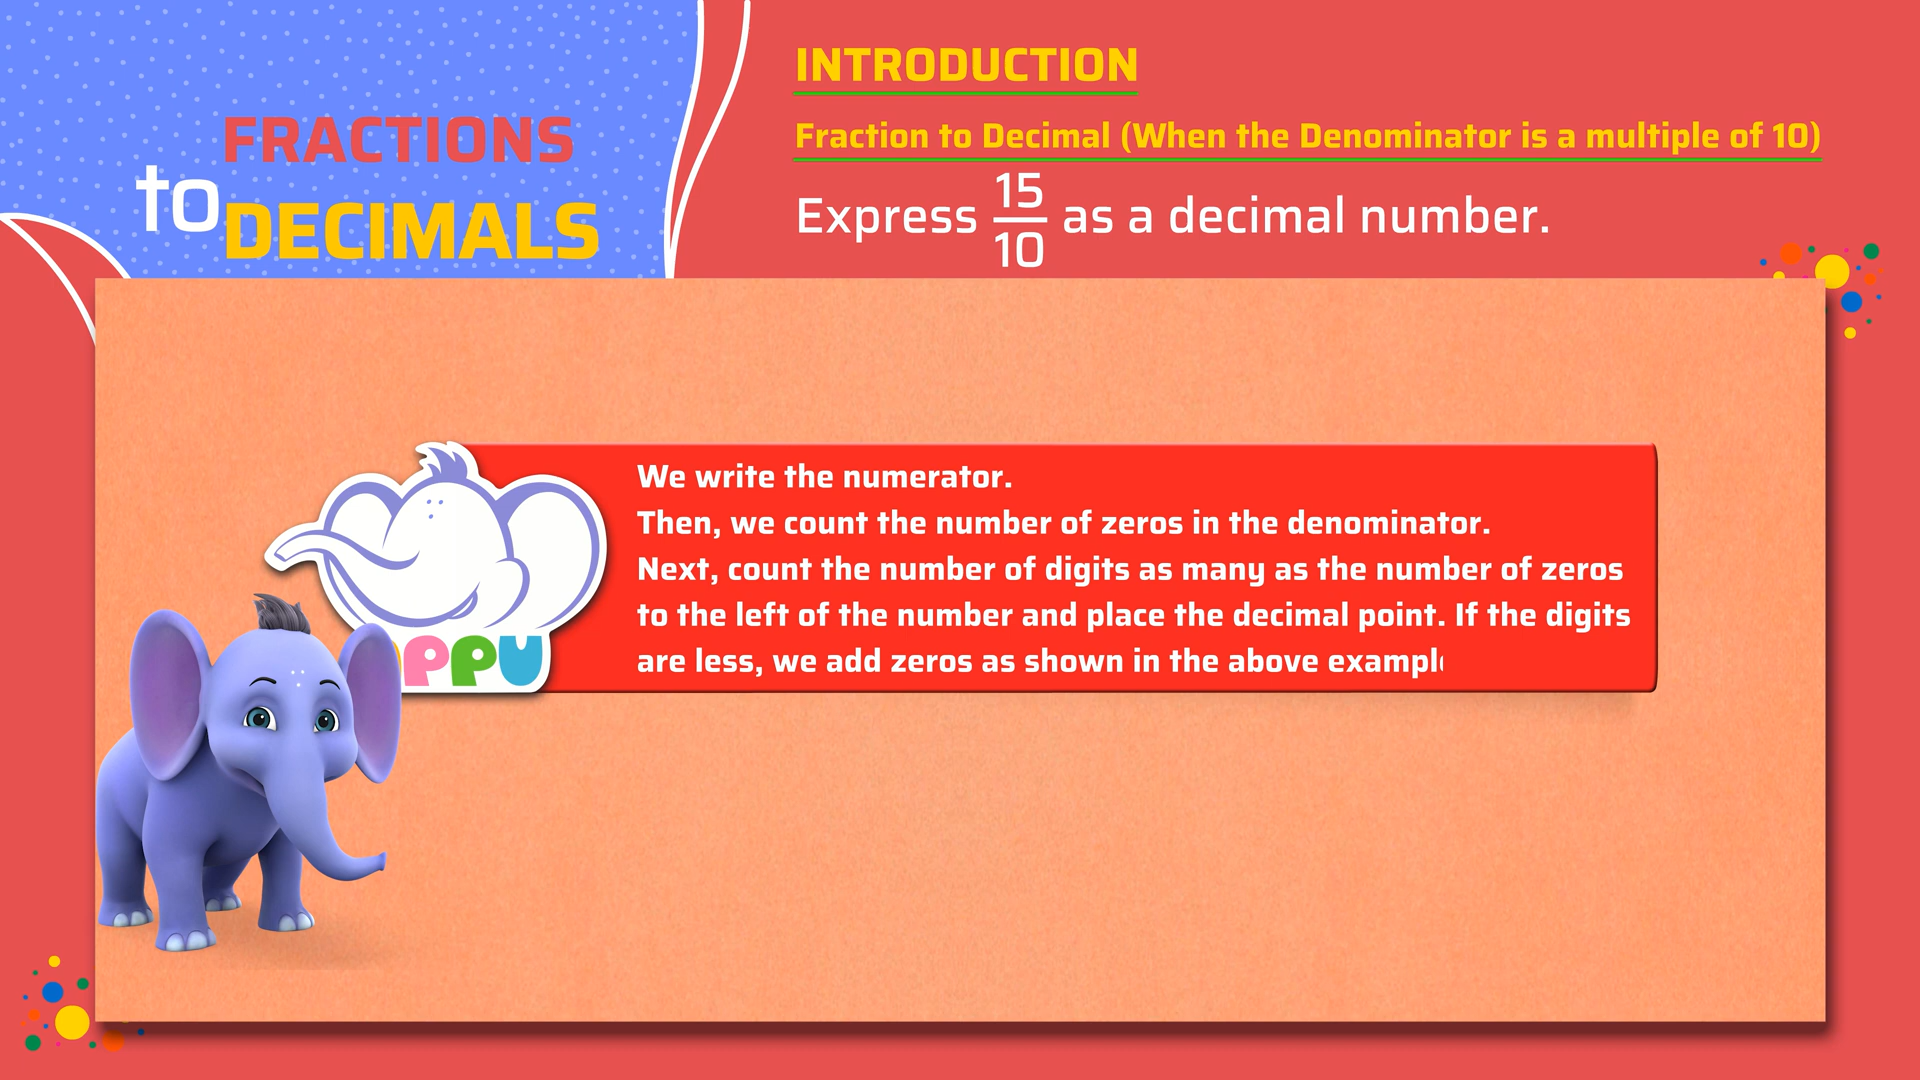 FRACTIONS
to DECIMALS
INTRODUCTION
Fraction to Decimal (When the Denominator is a multiple of 10)
Express 15/10 as a decimal number.
We write the numerator.
Then, we count the number of zeros in the denominator.
Next, count the number of digits as many as the number of zeros
to the left of the number and place the decimal point. If the digits
are less, we add zeros as shown in the above exampl
PPU